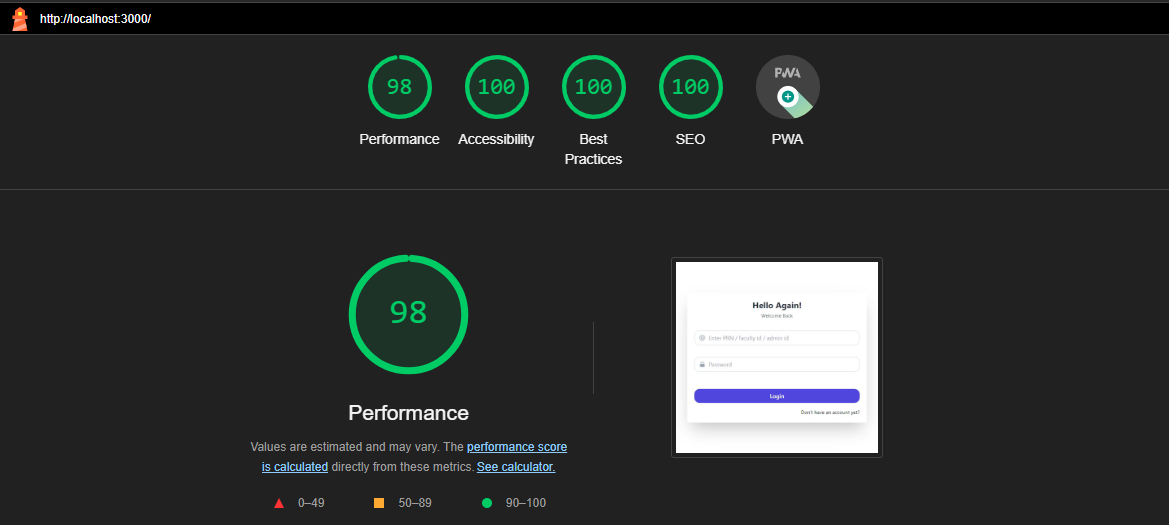 http://localhost:3000/
98
100
100
100
PWA
Performance
Accessibility
Best
Practices
SEO
PWA
98
Performance
Values are estimated and may vary. The performance score
is calculated directly from these metrics. See calculator.
0–49
50–89
90–100
Hello Again!
Welcome Back
Enter PRN / faculty id / admin id
Password
Login
Don't have an account yet?